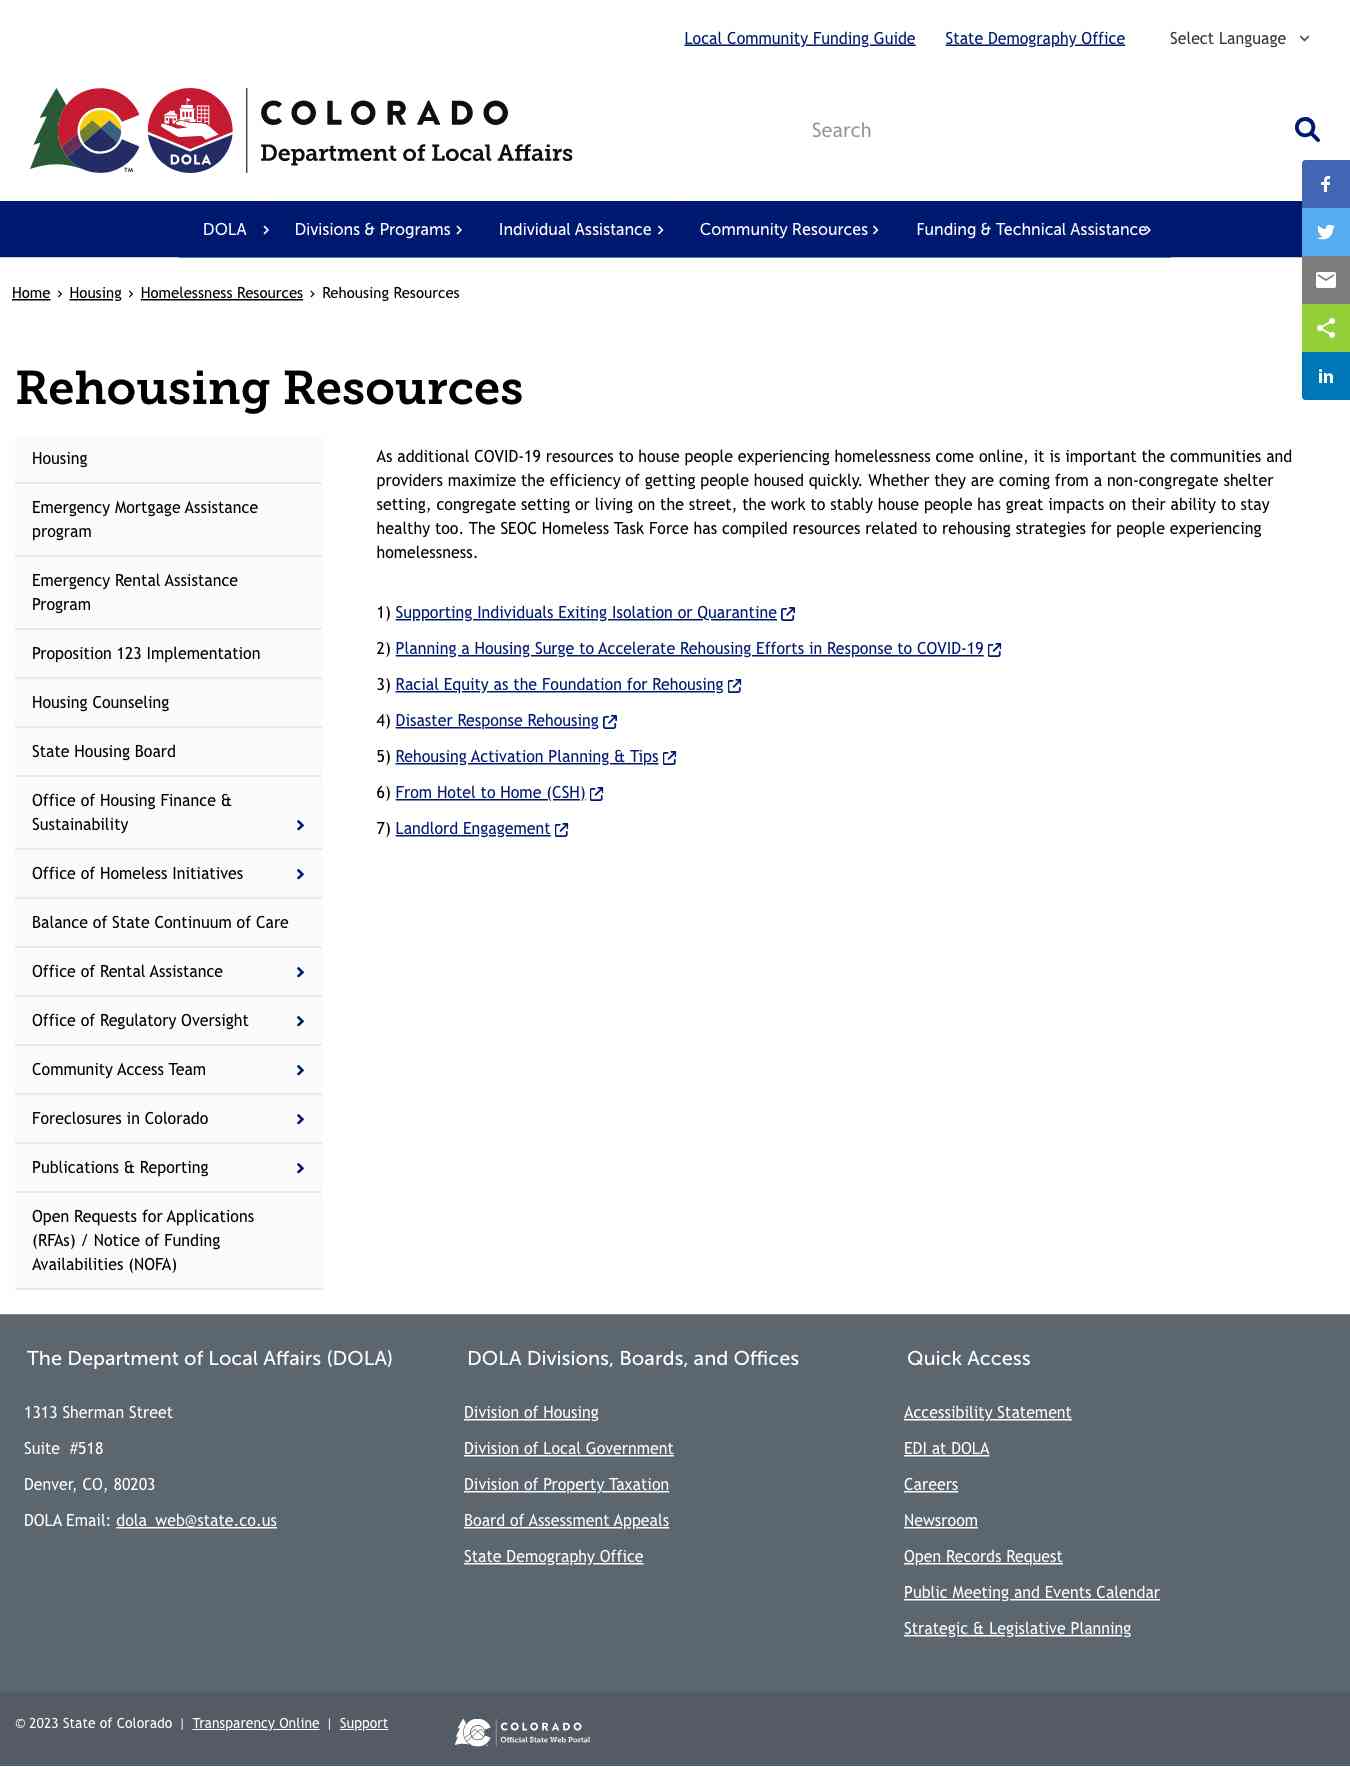 Local Community Funding Guide
State Demography Office
Select Language
COLORADO
Department of Local Affairs
DOLA
TM
Search
DOLA
Divisions & Programs
Individual Assistance
Community Resources
Funding & Technical Assistance
Home › Housing › Homelessness Resources › Rehousing Resources
Rehousing Resources
Housing
Emergency Mortgage Assistance
program
Emergency Rental Assistance
Program
Proposition 123 Implementation
Housing Counseling
State Housing Board
Office of Housing Finance &
Sustainability
Office of Homeless Initiatives
Balance of State Continuum of Care
Office of Rental Assistance
Office of Regulatory Oversight
Community Access Team
Foreclosures in Colorado
Publications & Reporting
Open Requests for Applications
(RFAs) / Notice of Funding
Availabilities (NOFA)
As additional COVID-19 resources to house people experiencing homelessness come online, it is important the communities and
providers maximize the efficiency of getting people housed quickly. Whether they are coming from a non-congregate shelter
setting, congregate setting or living on the street, the work to stably house people has great impacts on their ability to stay
healthy too. The SEOC Homeless Task Force has compiled resources related to rehousing strategies for people experiencing
homelessness.
1) Supporting Individuals Exiting Isolation or Quarantine
2) Planning a Housing Surge to Accelerate Rehousing Efforts in Response to COVID-19
3) Racial Equity as the Foundation for Rehousing
4) Disaster Response Rehousing
5) Rehousing Activation Planning & Tips
6) From Hotel to Home (CSH)
7) Landlord Engagement
The Department of Local Affairs (DOLA)
1313 Sherman Street
Suite #518
Denver, CO, 80203
DOLA Email: dola_web@state.co.us
DOLA Divisions, Boards, and Offices
Division of Housing
Division of Local Government
Division of Property Taxation
Board of Assessment Appeals
State Demography Office
Quick Access
Accessibility Statement
EDI at DOLA
Careers
Newsroom
Open Records Request
Public Meeting and Events Calendar
Strategic & Legislative Planning
© 2023 State of Colorado | Transparency Online | Support
COLORADO
Official State Web Portal